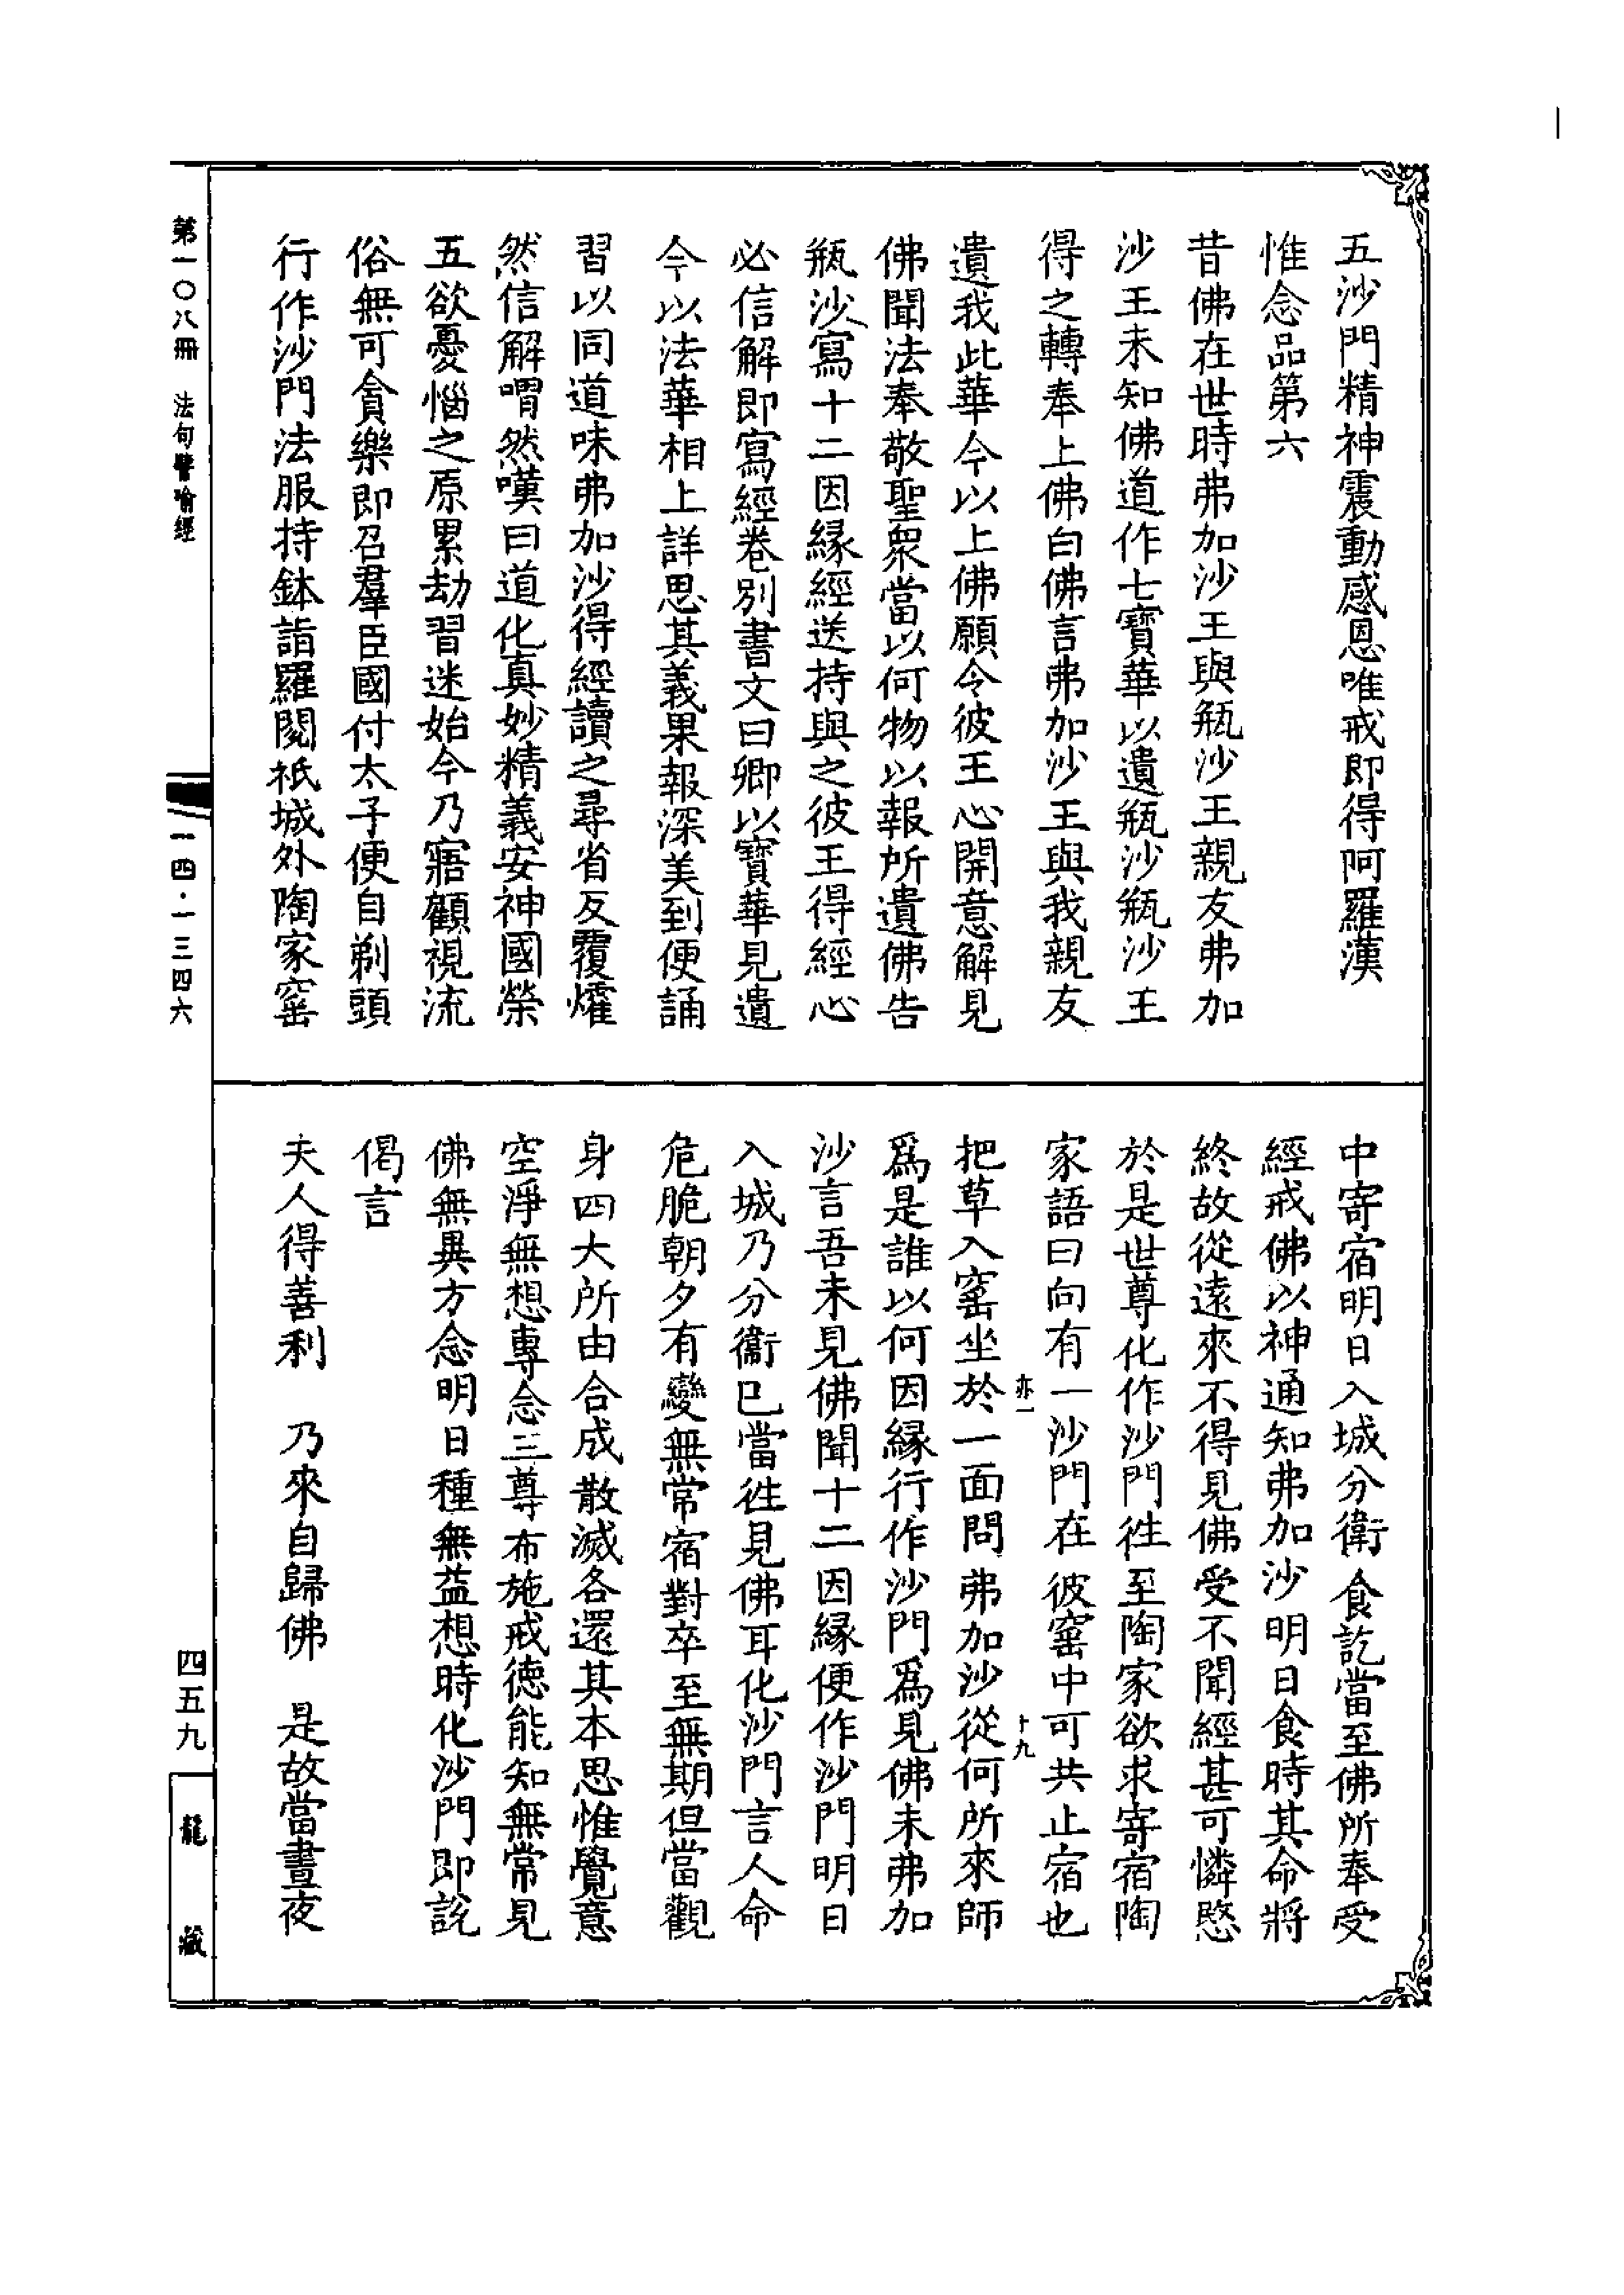 五沙門精神震動感恩唯戒即得阿羅漢
惟念品第六
昔佛在世時弗加沙王與缾沙王親友弗加
沙王未知佛道作七寶華以遺缾沙缾沙王
得之轉奉上佛白佛言弗加沙王與我親友
遺我此華今以上佛願令彼王心開意解見
佛聞法奉敬聖衆當以何物以報所遺佛告
缾沙寫十二因緣經送持與之彼王得經心
必信解即寫經卷別書文曰卿以寶華見遺
今以法華相上詳思其義果報深美到便誦
習以同道味弗加沙得經讀之尋省反覆燿
然信解喟然嘆曰道化真妙精義安神國榮
五欲憂惱之原累劫習迷始今乃寤顧視流
俗無可貪樂即召羣臣國付太子便自剃頭
行作沙門法服持鉢詣羅閱祇城外陶家窯
中寄宿明日入城分衛食訖當至佛所奉受
經戒佛以神通知弗加沙明日食時其命將
終故從遠來不得見佛受不聞經甚可憐愍
於是世尊化作沙門往至陶家欲求寄宿陶
家語曰向有一沙門在彼窯中可共止宿也
亦一
十九
把草入窯坐於一面問弗加沙從何所來師
爲是誰以何因緣行作沙門爲見佛未弗加
沙言吾未見佛聞十二因緣便作沙門明日
入城乃分衞已當往見佛耳化沙門言人命
危脆朝夕有變無常宿對卒至無期但當觀
身四大所由合成散滅各還其本思惟覺意
空淨無想專念三尊布施戒德能知無常見
佛無異方念明日種無益想時化沙門即說
偈言
夫人得善利　乃來自歸佛　是故當晝夜
第一〇八冊　法句譬喻經
一四·一三四六
四五九
龍　藏